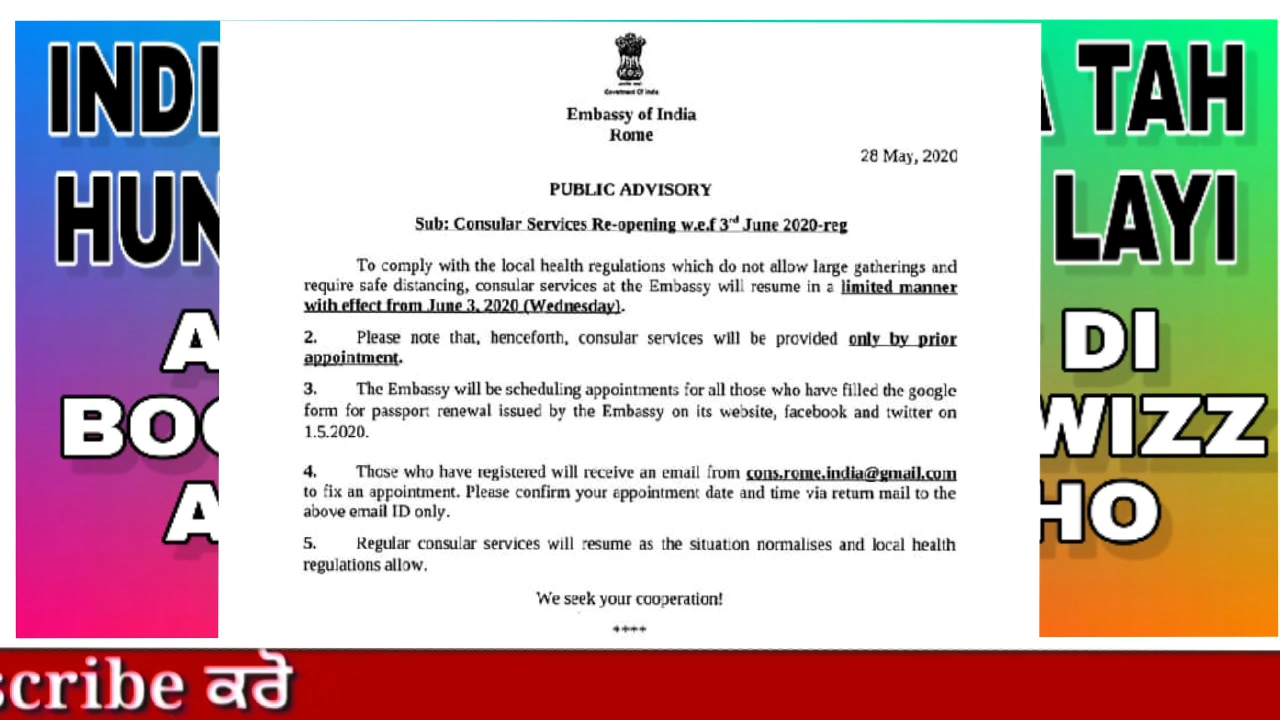 Government Of India
Embassy of India
Rome
28 May, 2020
PUBLIC ADVISORY
Sub: Consular Services Re-opening w.e.f 3rd June 2020-reg
To comply with the local health regulations which do not allow large gatherings and
require safe distancing, consular services at the Embassy will resume in a limited manner
with effect from June 3, 2020 (Wednesday).
2. Please note that, henceforth, consular services will be provided only by prior
appointment.
3. The Embassy will be scheduling appointments for all those who have filled the google
form for passport renewal issued by the Embassy on its website, facebook and twitter on
1.5.2020.
4. Those who have registered will receive an email from cons.rome.india@gmail.com
to fix an appointment. Please confirm your appointment date and time via return mail to the
above email ID only.
5. Regular consular services will resume as the situation normalises and local health
regulations allow.
We seek your cooperation!
++++
INDI TAH
HUN LAYI
A DI
BO WIZZ
A HO
scribe ਕਰੋ